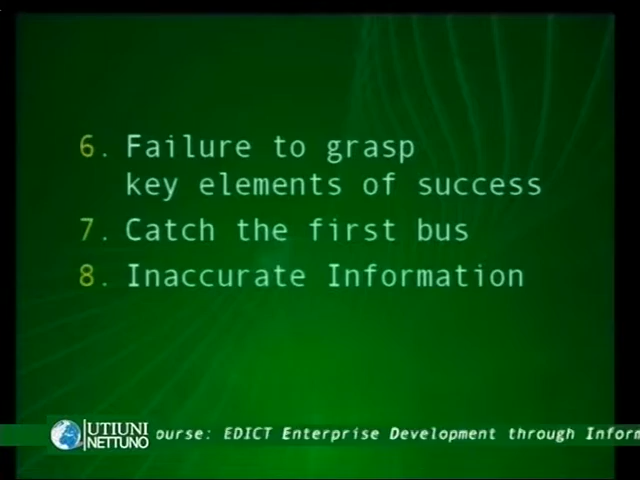 6. Failure to grasp
key elements of success
7. Catch the first bus
8. Inaccurate Information
UTIUNI
NETTUNO
ourse: EDICT Enterprise Development through Inform